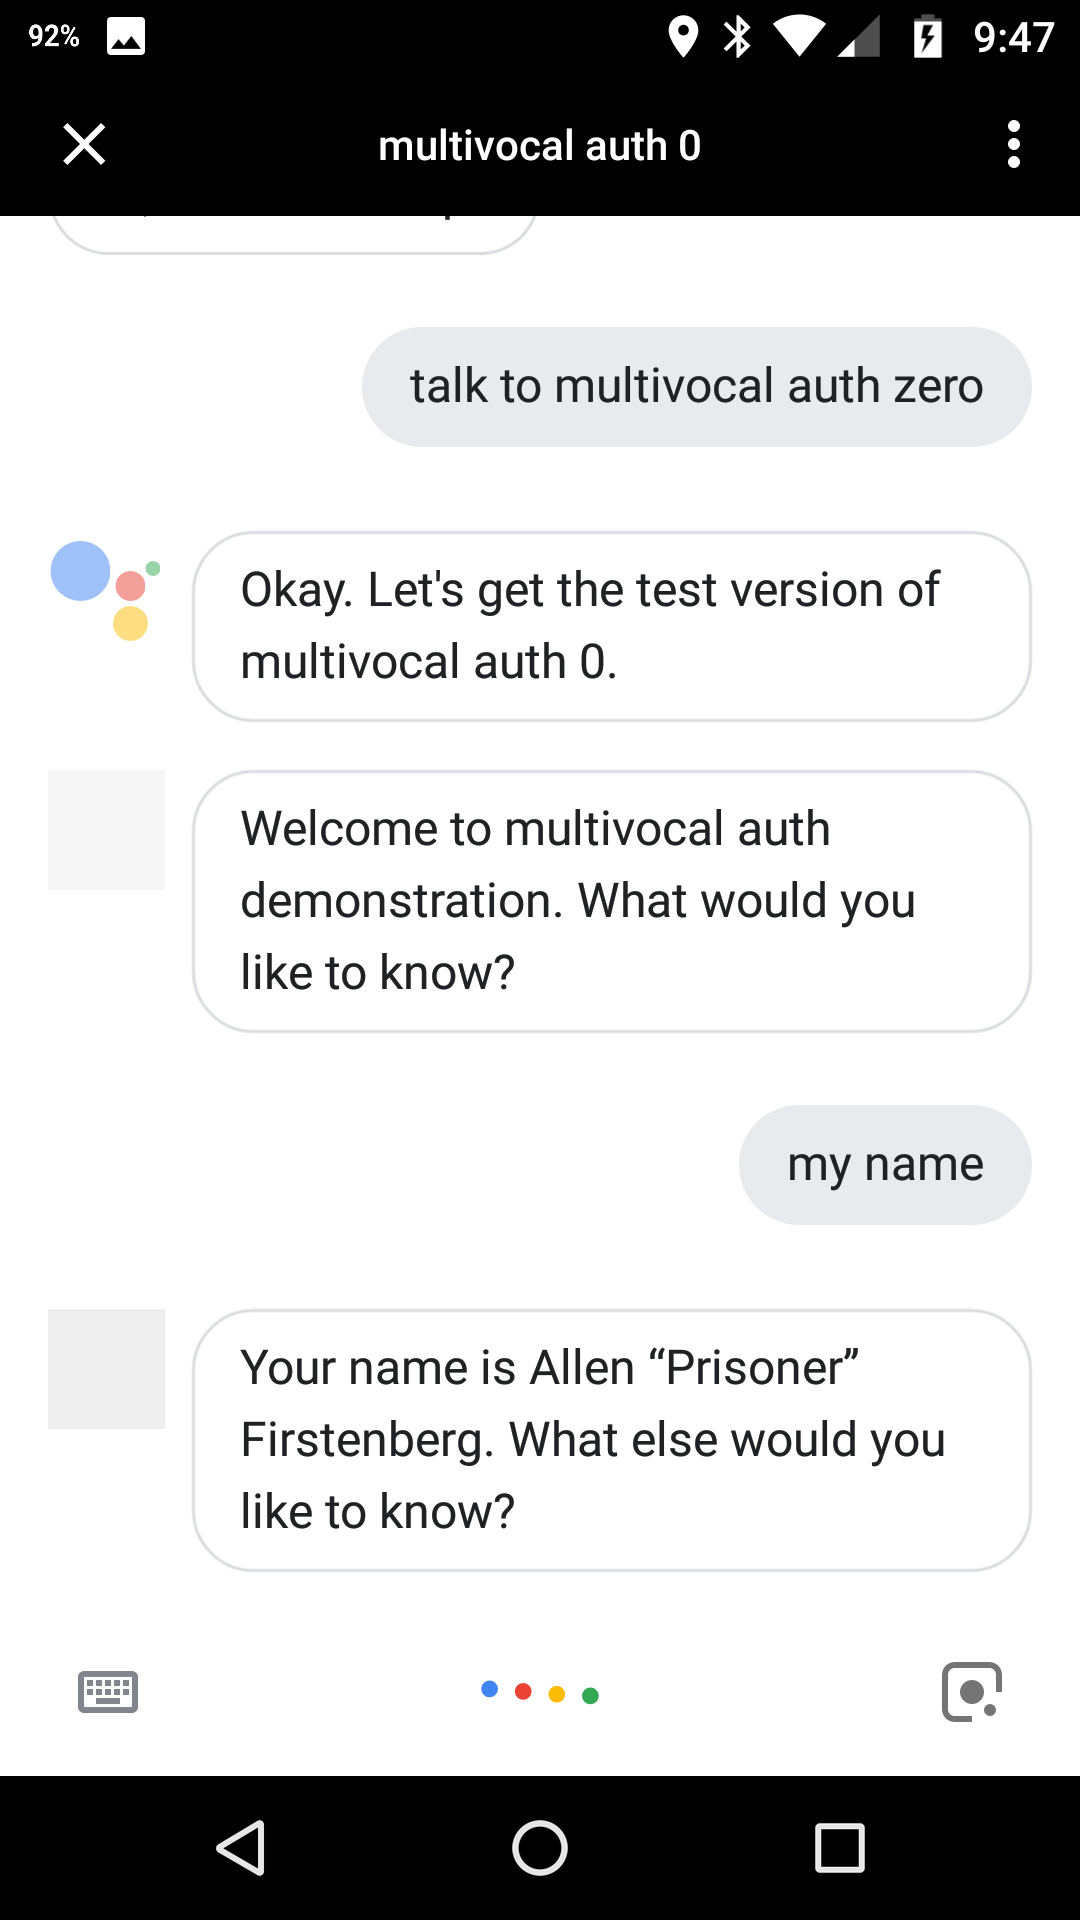 92%
9:47
multivocal auth 0
talk to multivocal auth zero
Okay. Let's get the test version of
multivocal auth 0.
Welcome to multivocal auth
demonstration. What would you
like to know?
my name
Your name is Allen “Prisoner”
Firstenberg. What else would you
like to know?